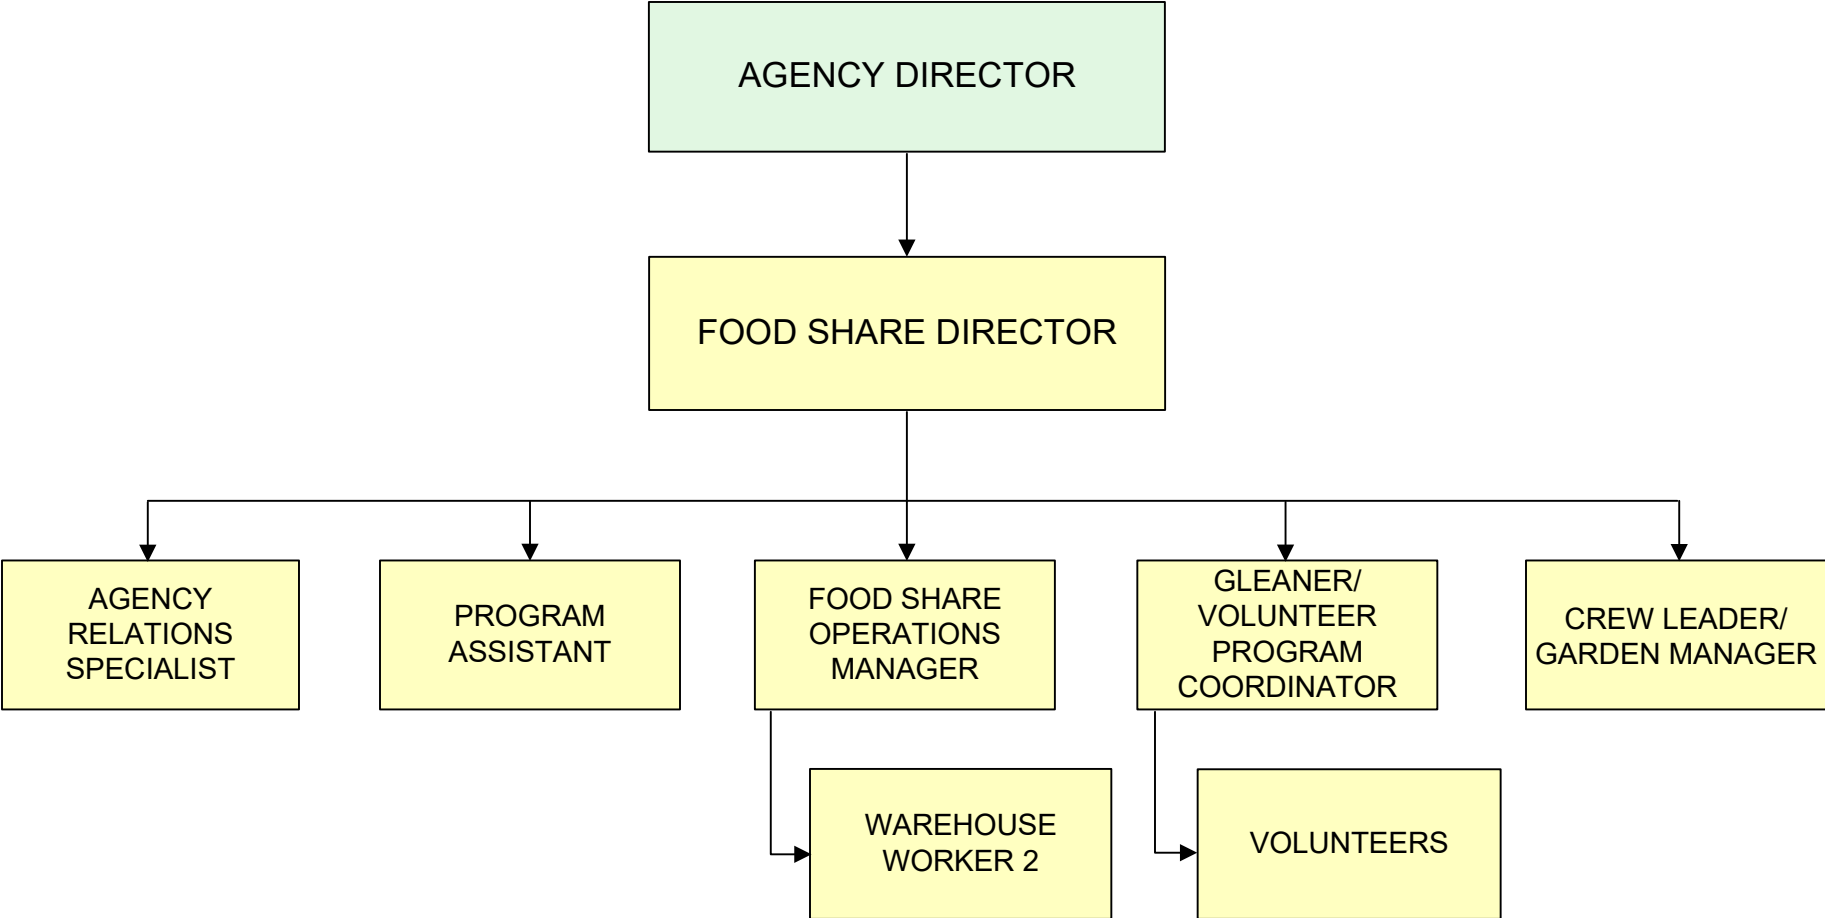 AGENCY DIRECTOR
FOOD SHARE DIRECTOR
AGENCY
RELATIONS
SPECIALIST
PROGRAM
ASSISTANT
FOOD SHARE
OPERATIONS
MANAGER
GLEANER/
VOLUNTEER
PROGRAM
COORDINATOR
CREW LEADER/
GARDEN MANAGER
WAREHOUSE
WORKER 2
VOLUNTEERS